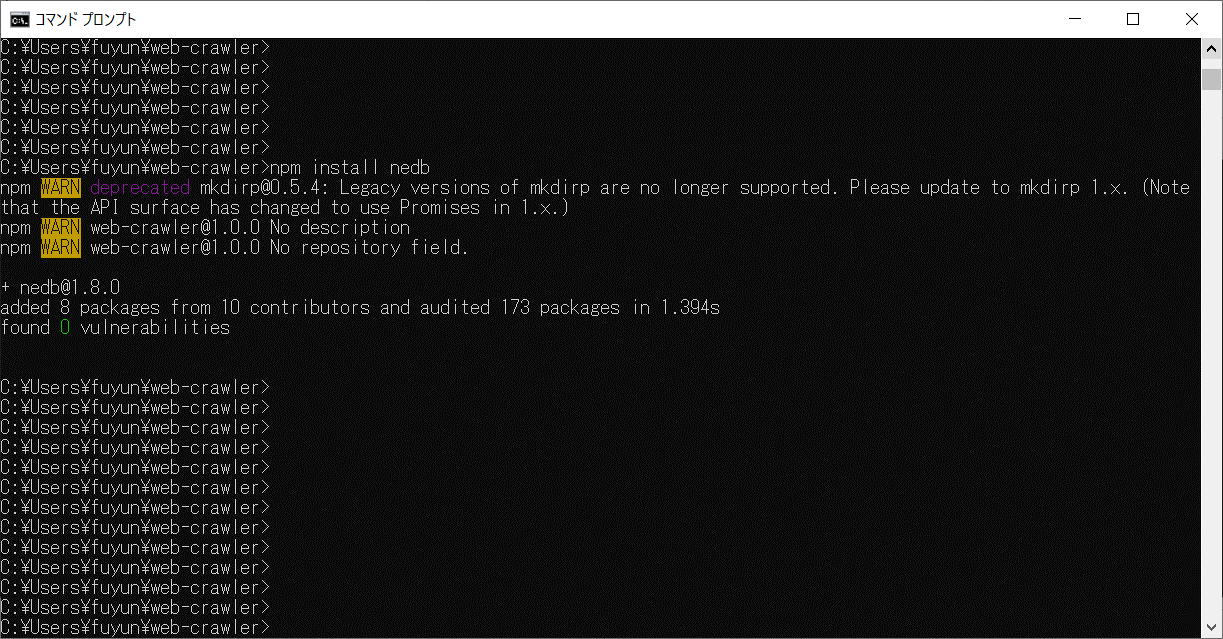 コマンド プロンプト
C:¥Users¥fuyun¥web-crawler>
C:¥Users¥fuyun¥web-crawler>
C:¥Users¥fuyun¥web-crawler>
C:¥Users¥fuyun¥web-crawler>
C:¥Users¥fuyun¥web-crawler>
C:¥Users¥fuyun¥web-crawler>
C:¥Users¥fuyun¥web-crawler>npm install nedb
npm WARN deprecated mkdirp@0.5.4: Legacy versions of mkdirp are no longer supported. Please update to mkdirp 1.x. (Note
that the API surface has changed to use Promises in 1.x.)
npm WARN web-crawler@1.0.0 No description
npm WARN web-crawler@1.0.0 No repository field.
+ nedb@1.8.0
added 8 packages from 10 contributors and audited 173 packages in 1.394s
found 0 vulnerabilities
C:¥Users¥fuyun¥web-crawler>
C:¥Users¥fuyun¥web-crawler>
C:¥Users¥fuyun¥web-crawler>
C:¥Users¥fuyun¥web-crawler>
C:¥Users¥fuyun¥web-crawler>
C:¥Users¥fuyun¥web-crawler>
C:¥Users¥fuyun¥web-crawler>
C:¥Users¥fuyun¥web-crawler>
C:¥Users¥fuyun¥web-crawler>
C:¥Users¥fuyun¥web-crawler>
C:¥Users¥fuyun¥web-crawler>
C:¥Users¥fuyun¥web-crawler>
C:¥Users¥fuyun¥web-crawler>